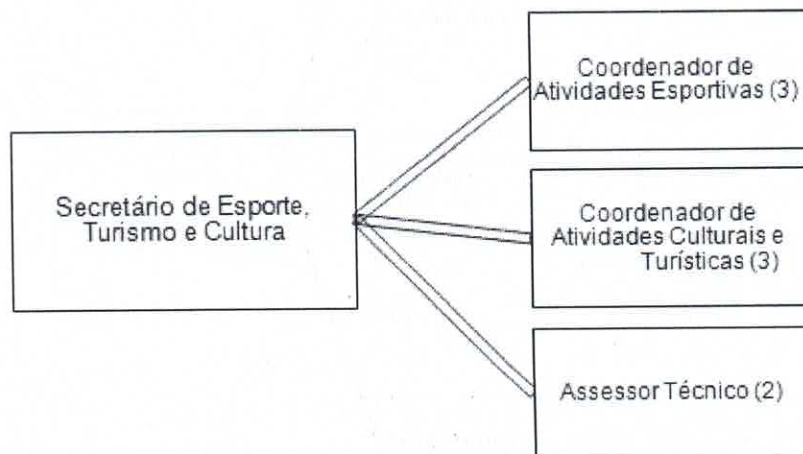 Secretário de Esporte,
Turismo e Cultura
Coordenador de
Atividades Esportivas (3)
Coordenador de
Atividades Culturais e
Turísticas (3)
Assessor Técnico (2)